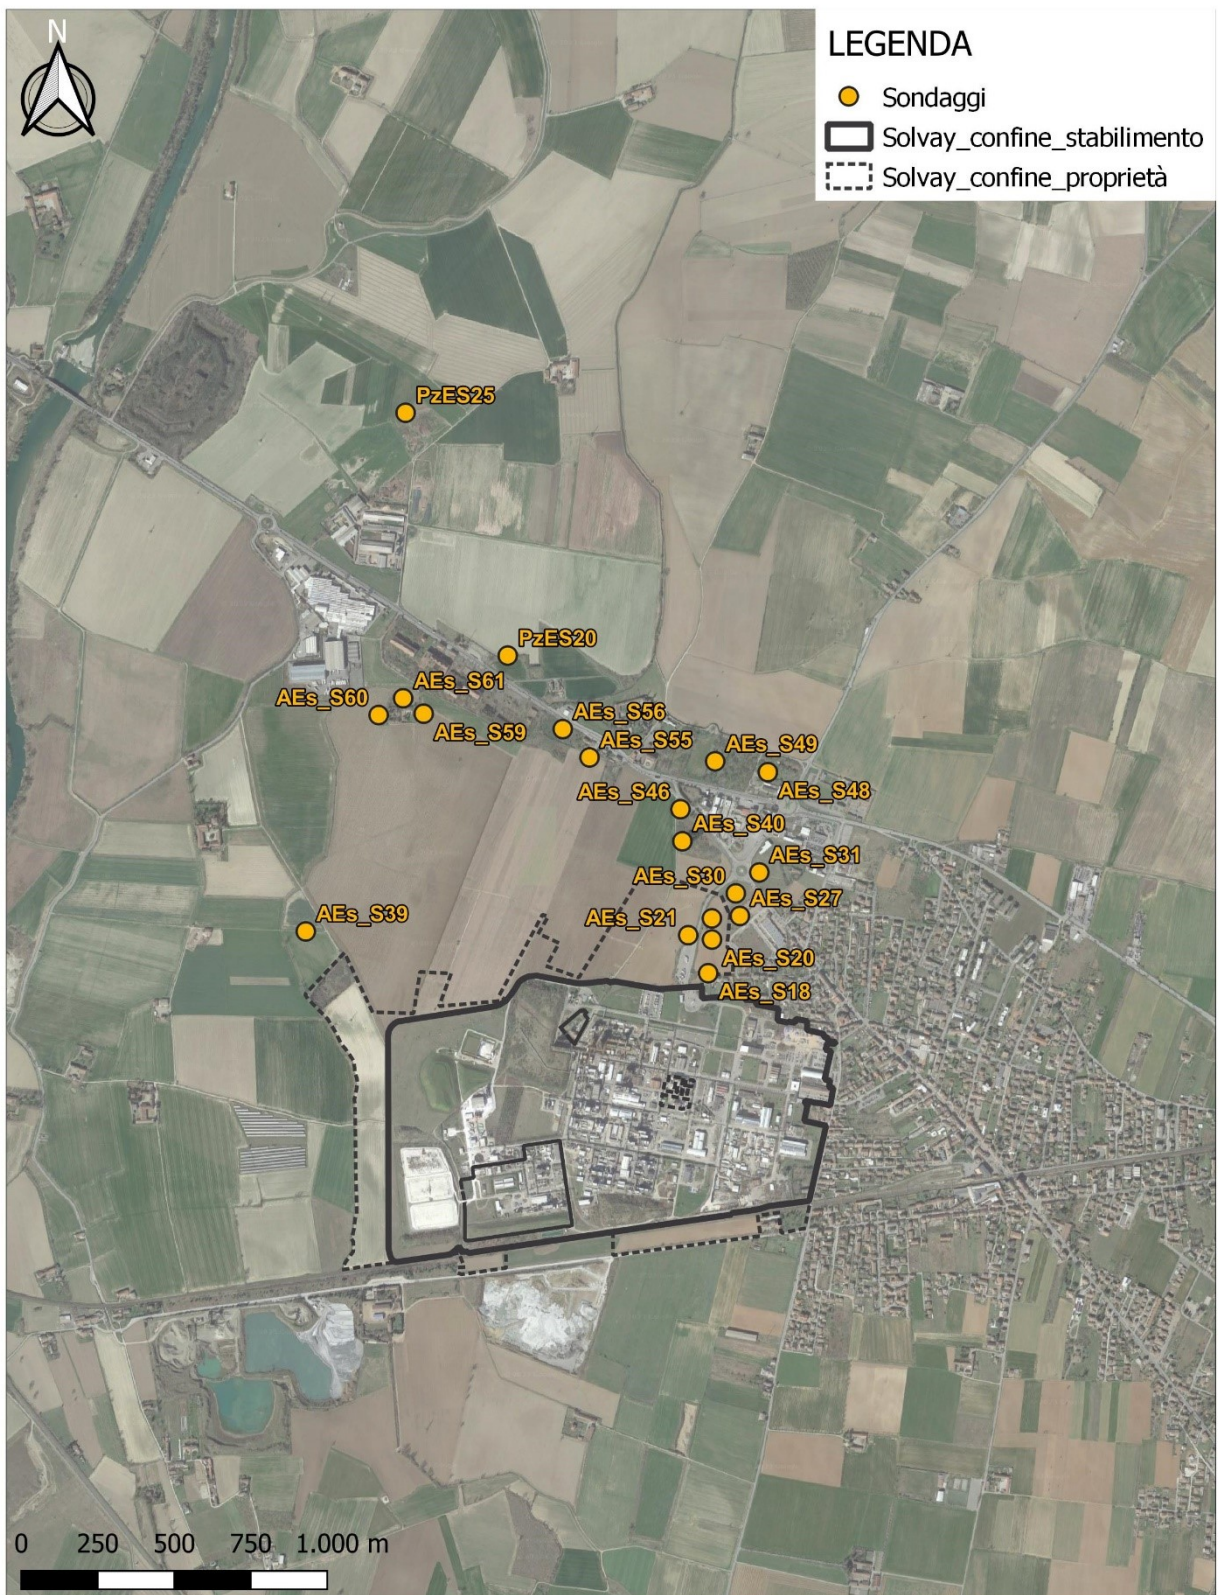 N
LEGENDA
Sondaggi
Solvay_confine_stabilimento
Solvay_confine_proprietà
PzES25
PzES20
AEs_S61
AEs_S60
AEs_S59
AEs_S56
AEs_S55
AEs_S49
AEs_S48
AEs_S46
AEs_S40
AEs_S31
AEs_S30
AEs_S27
AEs_S21
AEs_S39
AEs_S20
AEs_S18
0 250 500 750 1.000 m